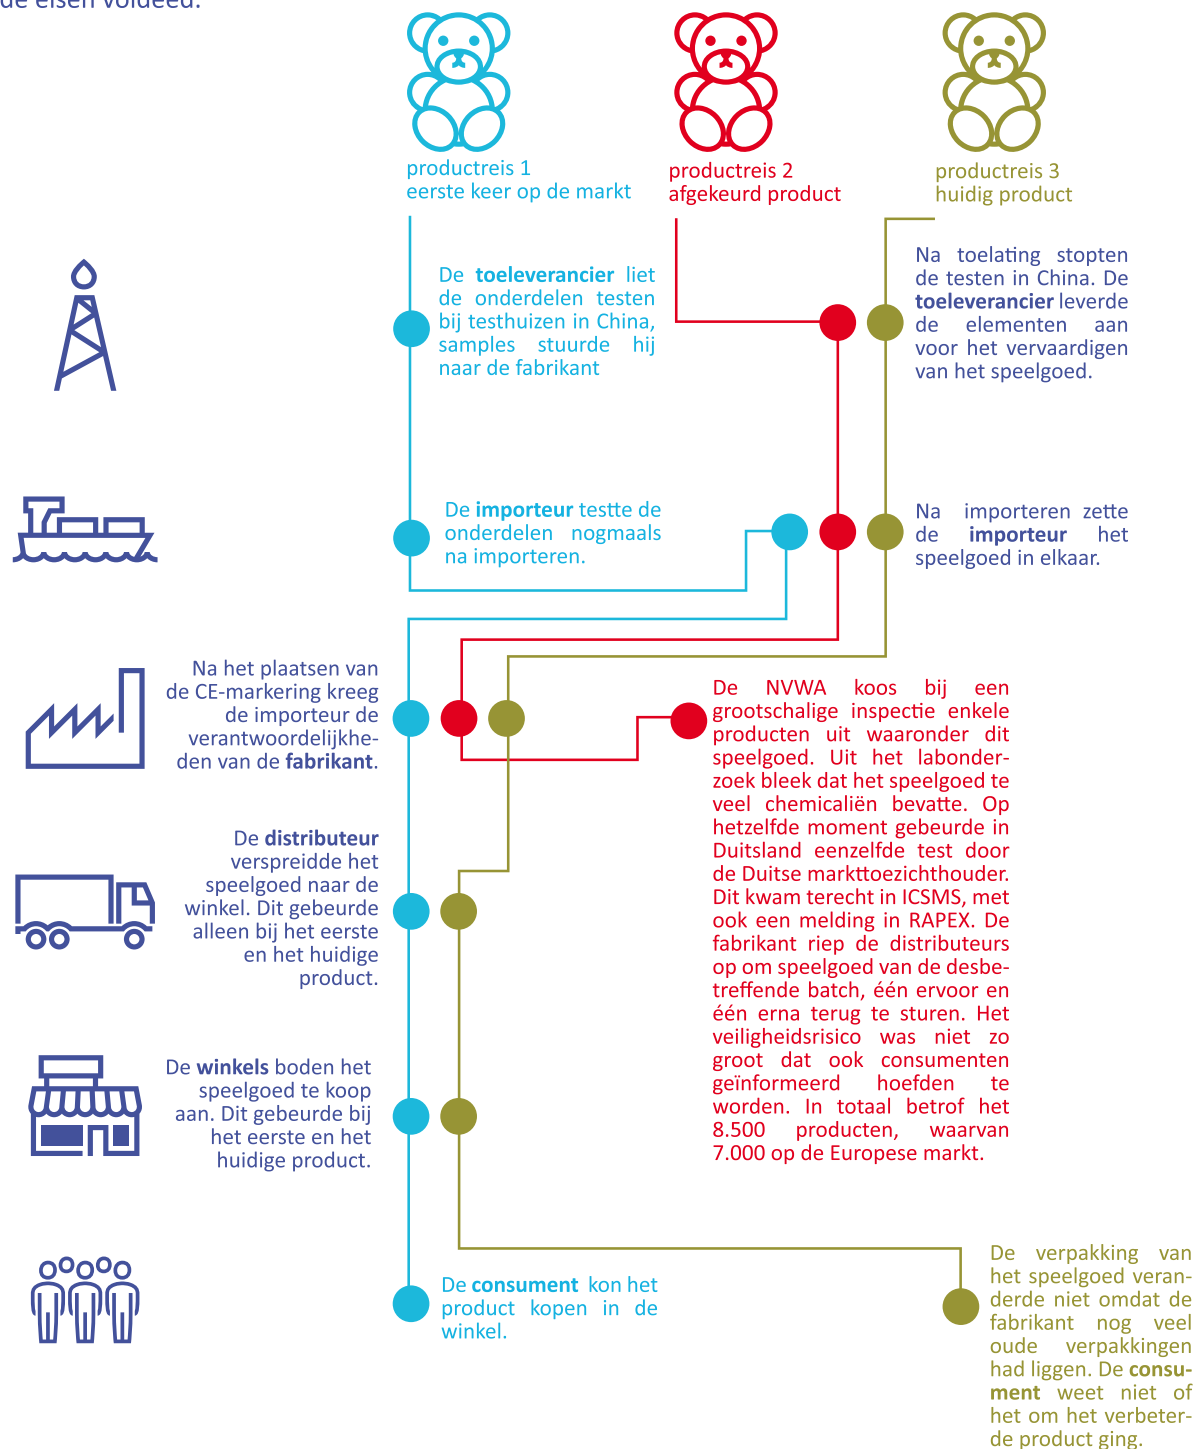 de eisen voldeed.
productreis 1
eerste keer op de markt
productreis 2
afgekeurd product
productreis 3
huidig product
De toeleverancier liet
de onderdelen testen
bij testhuizen in China,
samples stuurde hij
naar de fabrikant
Na toelating stopten
de testen in China. De
toeleverancier leverde
de elementen aan
voor het vervaardigen
van het speelgoed.
De importeur testte de
onderdelen nogmaals
na importeren.
Na importeren zette
de importeur het
speelgoed in elkaar.
Na het plaatsen van
de CE-markering kreeg
de importeur de
verantwoordelijkhe-
den van de fabrikant.
De NVWA koos bij een
grootschalige inspectie enkele
producten uit waaronder dit
speelgoed. Uit het labonder-
zoek bleek dat het speelgoed te
veel chemicaliën bevatte. Op
hetzelfde moment gebeurde in
Duitsland eenzelfde test door
de Duitse markttoezichthouder.
Dit kwam terecht in ICSMS, met
ook een melding in RAPEX. De
fabrikant riep de distributeurs
op om speelgoed van de desbe-
treffende batch, één ervoor en
één erna terug te sturen. Het
veiligheidsrisico was niet zo
groot dat ook consumenten
geïnformeerd hoefden te
worden. In totaal betrof het
8.500 producten, waarvan
7.000 op de Europese markt.
De distributeur
verspreidde het
speelgoed naar de
winkel. Dit gebeurde
alleen bij het eerste
en het huidige
product.
De winkels boden het
speelgoed te koop
aan. Dit gebeurde bij
het eerste en het
huidige product.
De consument kon het
product kopen in de
winkel.
De verpakking van
het speelgoed veran-
derde niet omdat de
fabrikant nog veel
oude verpakkingen
had liggen. De consu-
ment weet niet of
het om het verbeter-
de product ging.